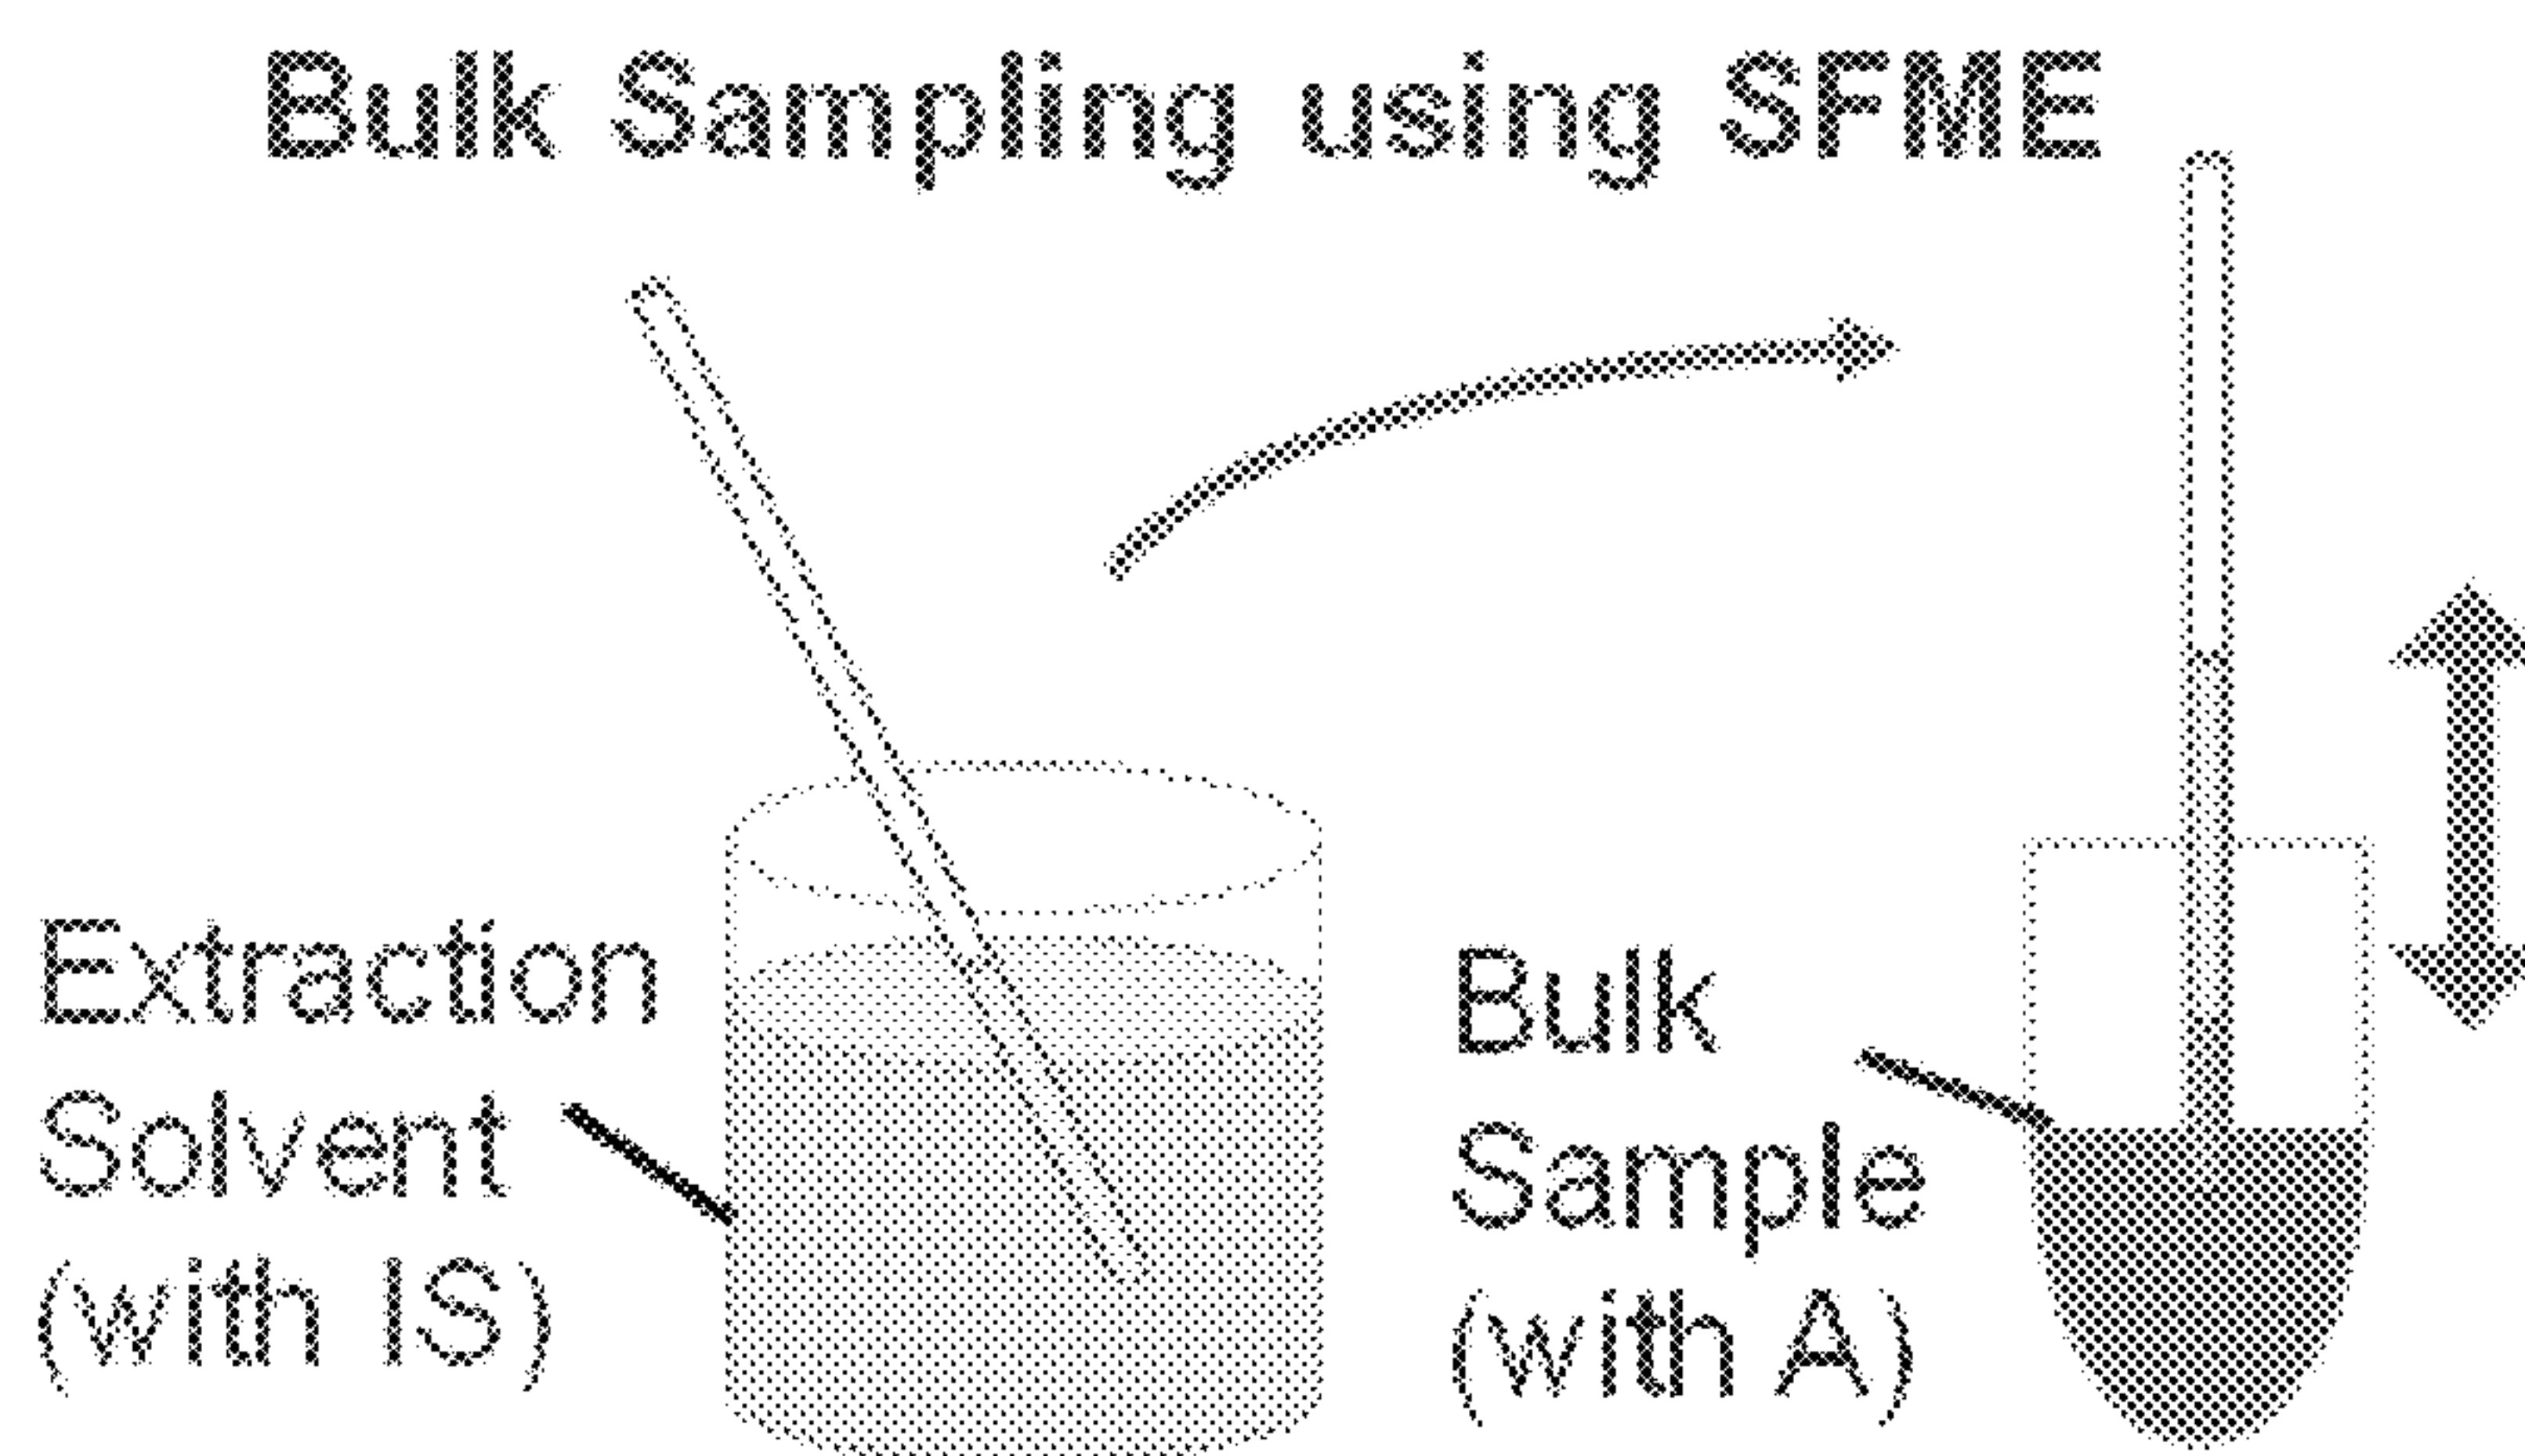 Bulk Sampling using SFME
Extraction
Solvent
(with IS)
Bulk
Sample
(with A)